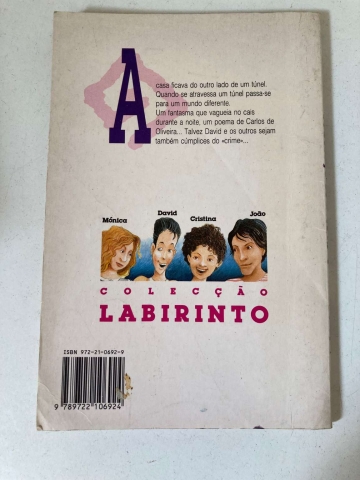 A casa ficava do outro lado de um túnel.
Quando se atravessa um túnel passa-se
para um mundo diferente.
Um fantasma que vagueia no cais
durante a noite, um poema de Carlos de
Oliveira... Talvez David e os outros sejam
também cúmplices do «crime»...
Mónica David Cristina João
COLECÇÃO
LABIRINTO
ISBN 972-21-0692-9
9 789722 106924